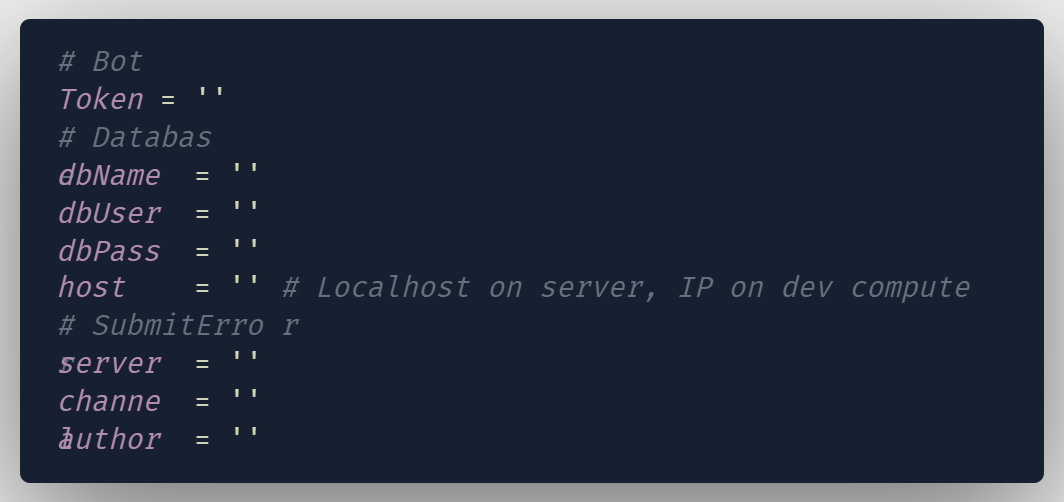 # Bot
Token = ''
# Databas
e
dbName = ''
dbUser = ''
dbPass = ''
host = '' # Localhost on server, IP on dev compute
# SubmitErro r
r
server = ''
channe = ''
l
author = ''